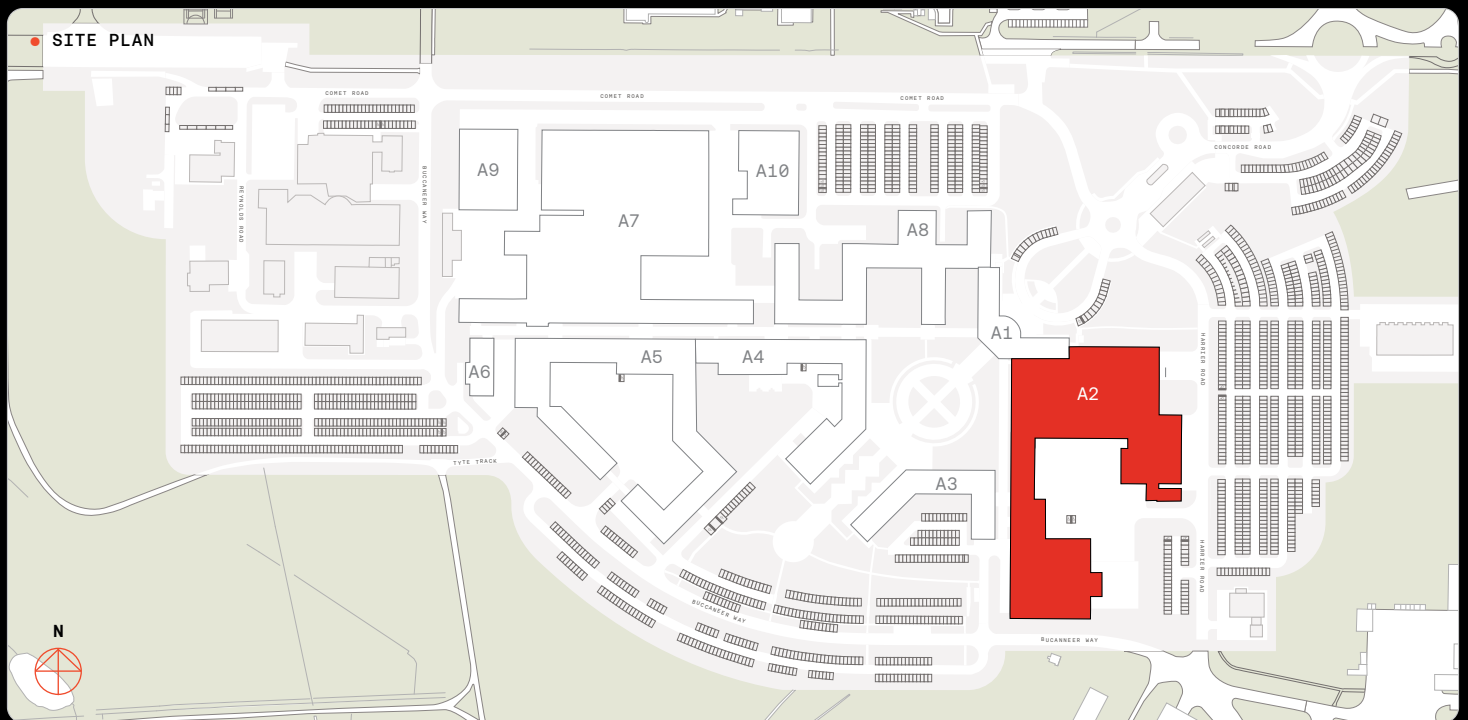 SITE PLAN
COMET ROAD
COMET ROAD
COMET ROAD
CONCORDE ROAD
BUCCANEER WAY
REYNOLDS ROAD
A9
A7
A10
A8
A1
A6
A5
A4
A2
A3
HARRIER ROAD
TYTE TRACK
HARRIER ROAD
BUCCANEER WAY
BUCANNEER WAY
N